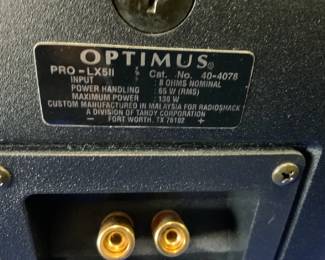 OPTIMUS®
PRO-LX5II Cat. No. 40-4076
INPUT 8 OHMS NOMINAL
POWER HANDLING 65 W (RMS)
MAXIMUM POWER 130 W
CUSTOM MANUFACTURED IN MALAYSIA FOR RADIOSHACK
A DIVISION OF TANDY CORPORATION
- FORT WORTH, TX 76102 +